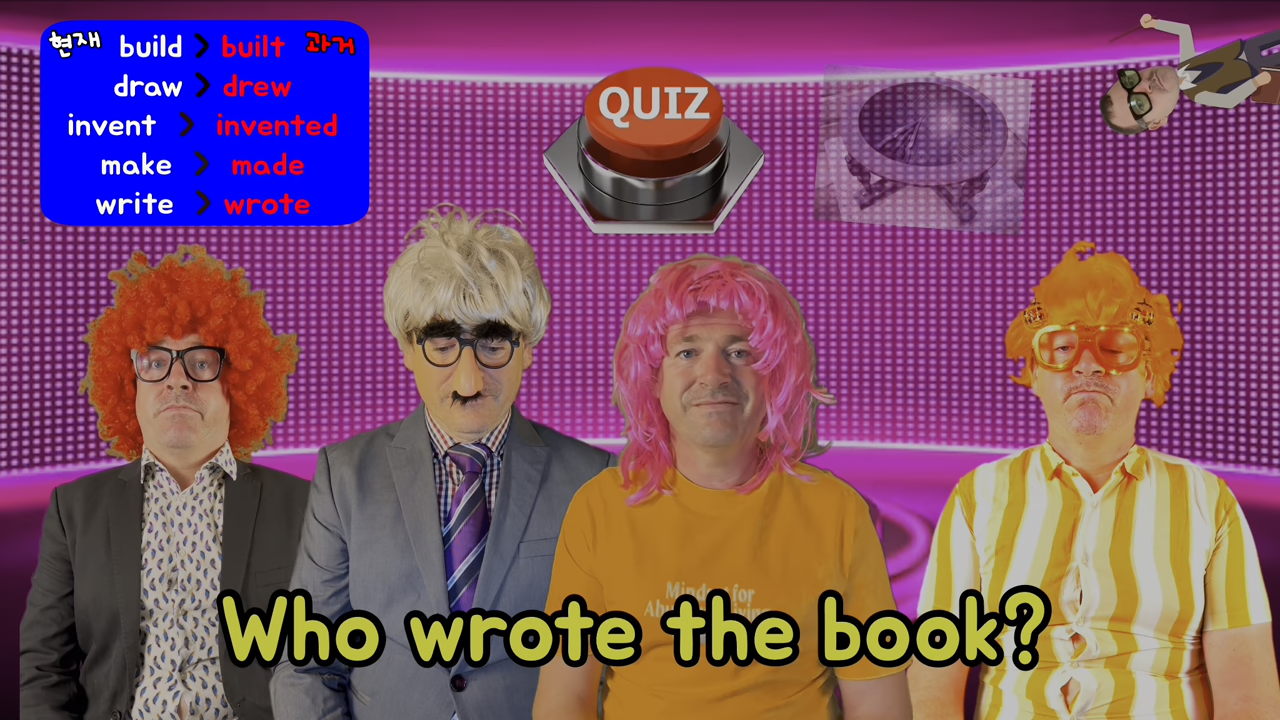 현재 build > built 과거
draw > drew
invent > invented
make > made
write > wrote
QUIZ
for
Who wrote the book?